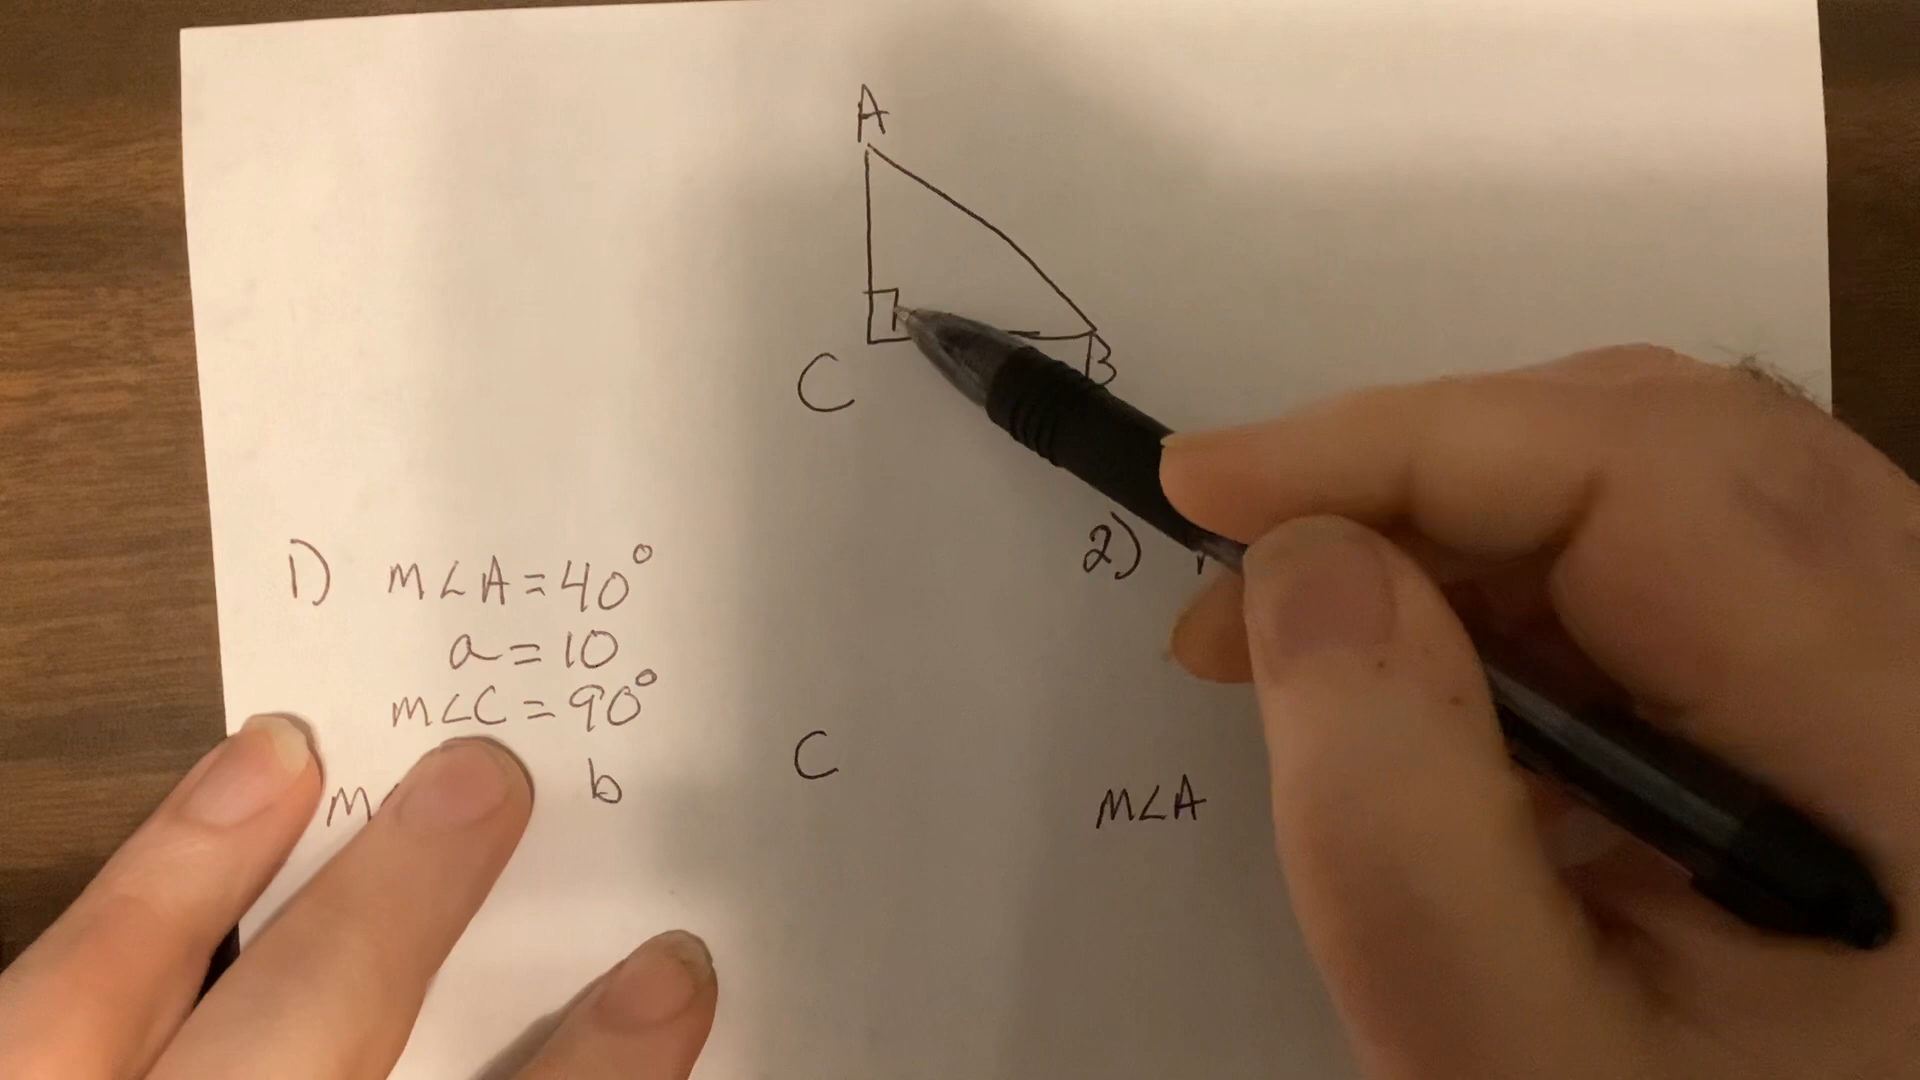 A
C
B
1) m∠A = 40°
a = 10
m∠C = 90°
b
C
2)
m∠A